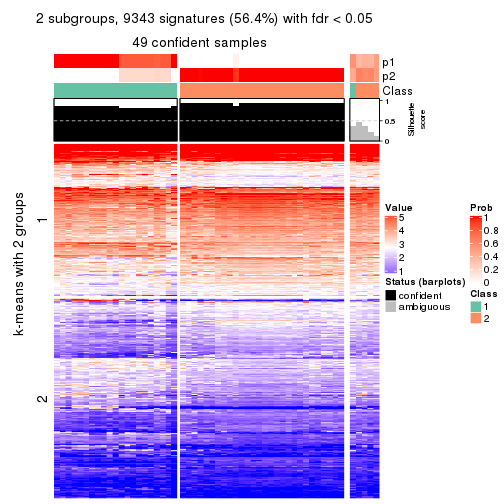 2 subgroups, 9343 signatures (56.4%) with fdr < 0.05
49 confident samples
p1
p2
Class
1
0.5
0
Silhouette
score
k-means with 2 groups
1
2
Value
5
4
3
2
1
Status (barplots)
confident
ambiguous
Prob
1
0.8
0.6
0.4
0.2
0
Class
1
2